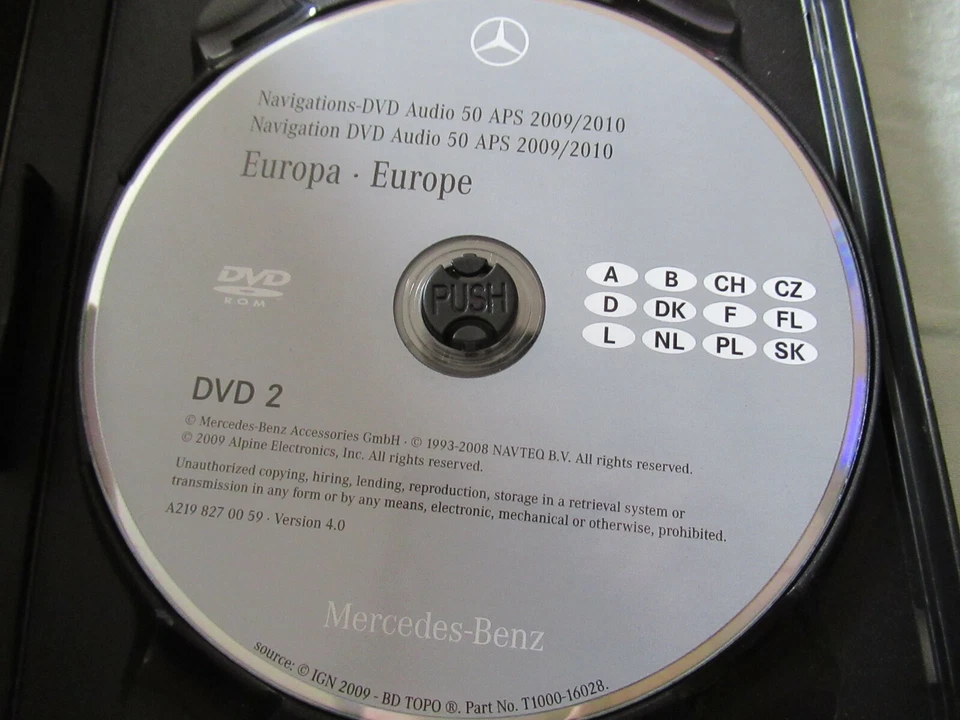 Navigations-DVD Audio 50 APS 2009/2010
Navigation DVD Audio 50 APS 2009/2010
Europa · Europe
DVD
ROM
PUSH
A B CH CZ
D DK F FL
L NL PL SK
DVD 2
© Mercedes-Benz Accessories GmbH · © 1993-2008 NAVTEQ B.V. All rights reserved.
© 2009 Alpine Electronics, Inc. All rights reserved.
Unauthorized copying, hiring, lending, reproduction, storage in a retrieval system or
transmission in any form or by any means, electronic, mechanical or otherwise, prohibited.
A219 827 00 59 · Version 4.0
Mercedes-Benz
source: © IGN 2009 - BD TOPO ®. Part No. T1000-16028.